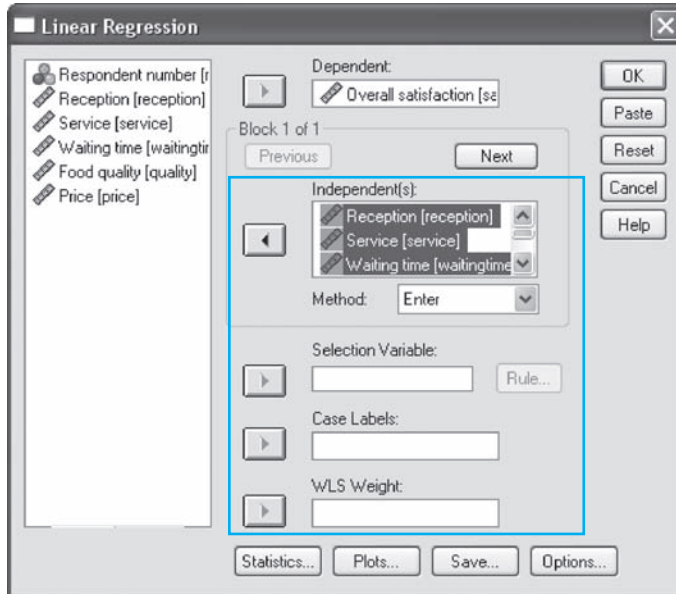 Linear Regression
Respondent number [r
Reception [reception]
Service [service]
Waiting time [waitingtir
Food quality [quality]
Price [price]
Dependent:
Overall satisfaction [sa
Block 1 of 1
Previous
Next
Independent(s):
Reception [reception]
Service [service]
Waiting time [waitingtime
Method:
Enter
Selection Variable:
Rule...
Case Labels:
WLS Weight:
OK
Paste
Reset
Cancel
Help
Statistics...
Plots...
Save...
Options...